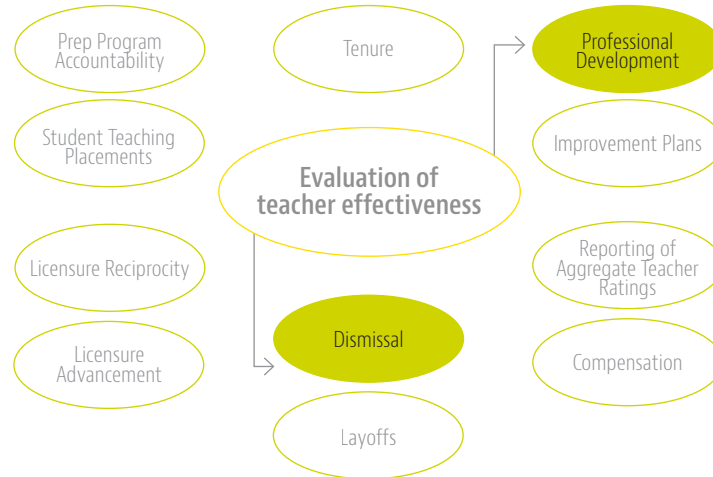 Prep Program
Accountability
Tenure
Professional
Development
Student Teaching
Placements
Improvement Plans
Evaluation of
teacher effectiveness
Licensure Reciprocity
Reporting of
Aggregate Teacher
Ratings
Dismissal
Licensure
Advancement
Compensation
Layoffs